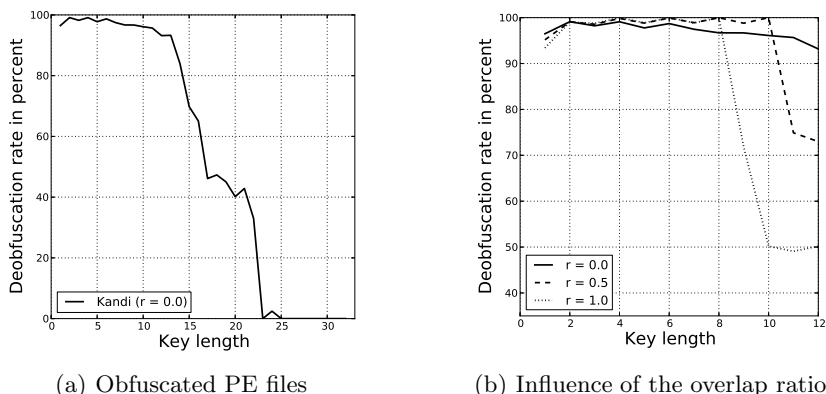 100
80
60
40
20
0
Deobfuscation rate in percent
0 5 10 15 20 25 30
Key length
Kandi (r = 0.0)
(a) Obfuscated PE files
100
90
80
70
60
50
40
Deobfuscation rate in percent
0 2 4 6 8 10 12
Key length
r = 0.0
r = 0.5
r = 1.0
(b) Influence of the overlap ratio